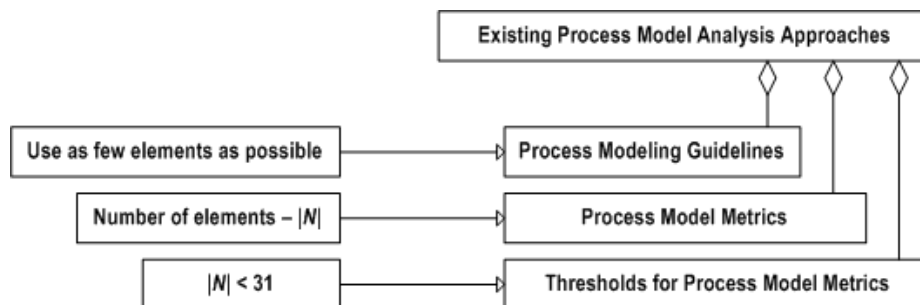 Existing Process Model Analysis Approaches
Use as few elements as possible
Process Modeling Guidelines
Number of elements – |N|
Process Model Metrics
|N| < 31
Thresholds for Process Model Metrics